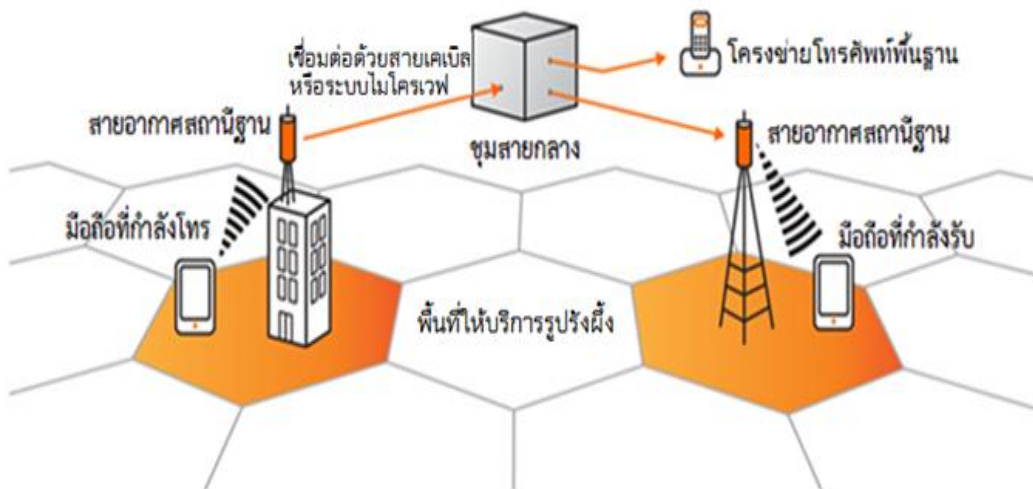 เชื่อมต่อด้วยสายเคเบิล
หรือระบบไมโครเวฟ
โครงข่ายโทรศัพท์พื้นฐาน
สายอากาศสถานีฐาน
ชุมสายกลาง
สายอากาศสถานีฐาน
มือถือที่กำลังโทร
มือถือที่กำลังรับ
พื้นที่ให้บริการรูปรังผึ้ง